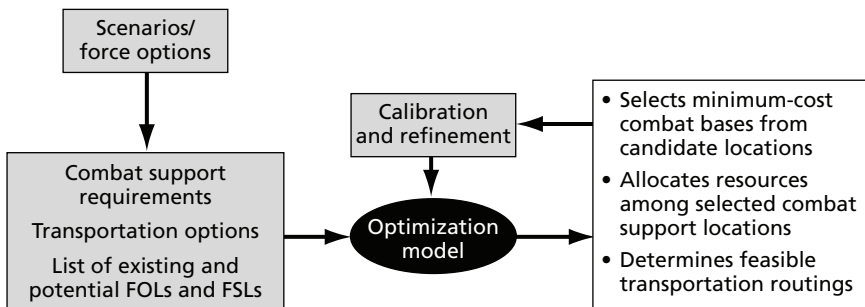 Scenarios/
force options
Combat support
requirements
Transportation options
List of existing and
potential FOLs and FSLs
Calibration
and refinement
Optimization
model
• Selects minimum-cost
combat bases from
candidate locations
• Allocates resources
among selected combat
support locations
• Determines feasible
transportation routings